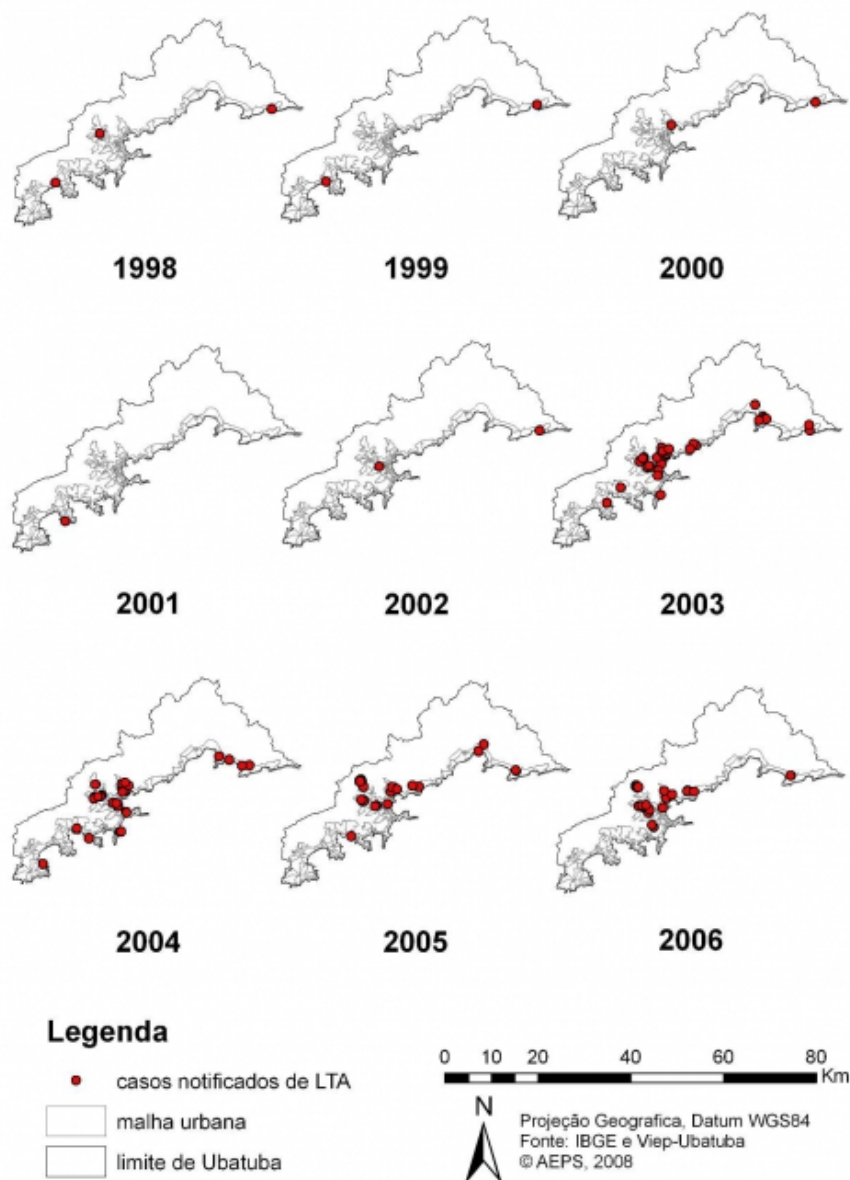 1998 1999 2000
2001 2002 2003
2004 2005 2006
Legenda
casos notificados de LTA
malha urbana
limite de Ubatuba
0 10 20 40 60 80
Km
N
Projeção Geografica, Datum WGS84
Fonte: IBGE e Viep-Ubatuba
© AEPS, 2008